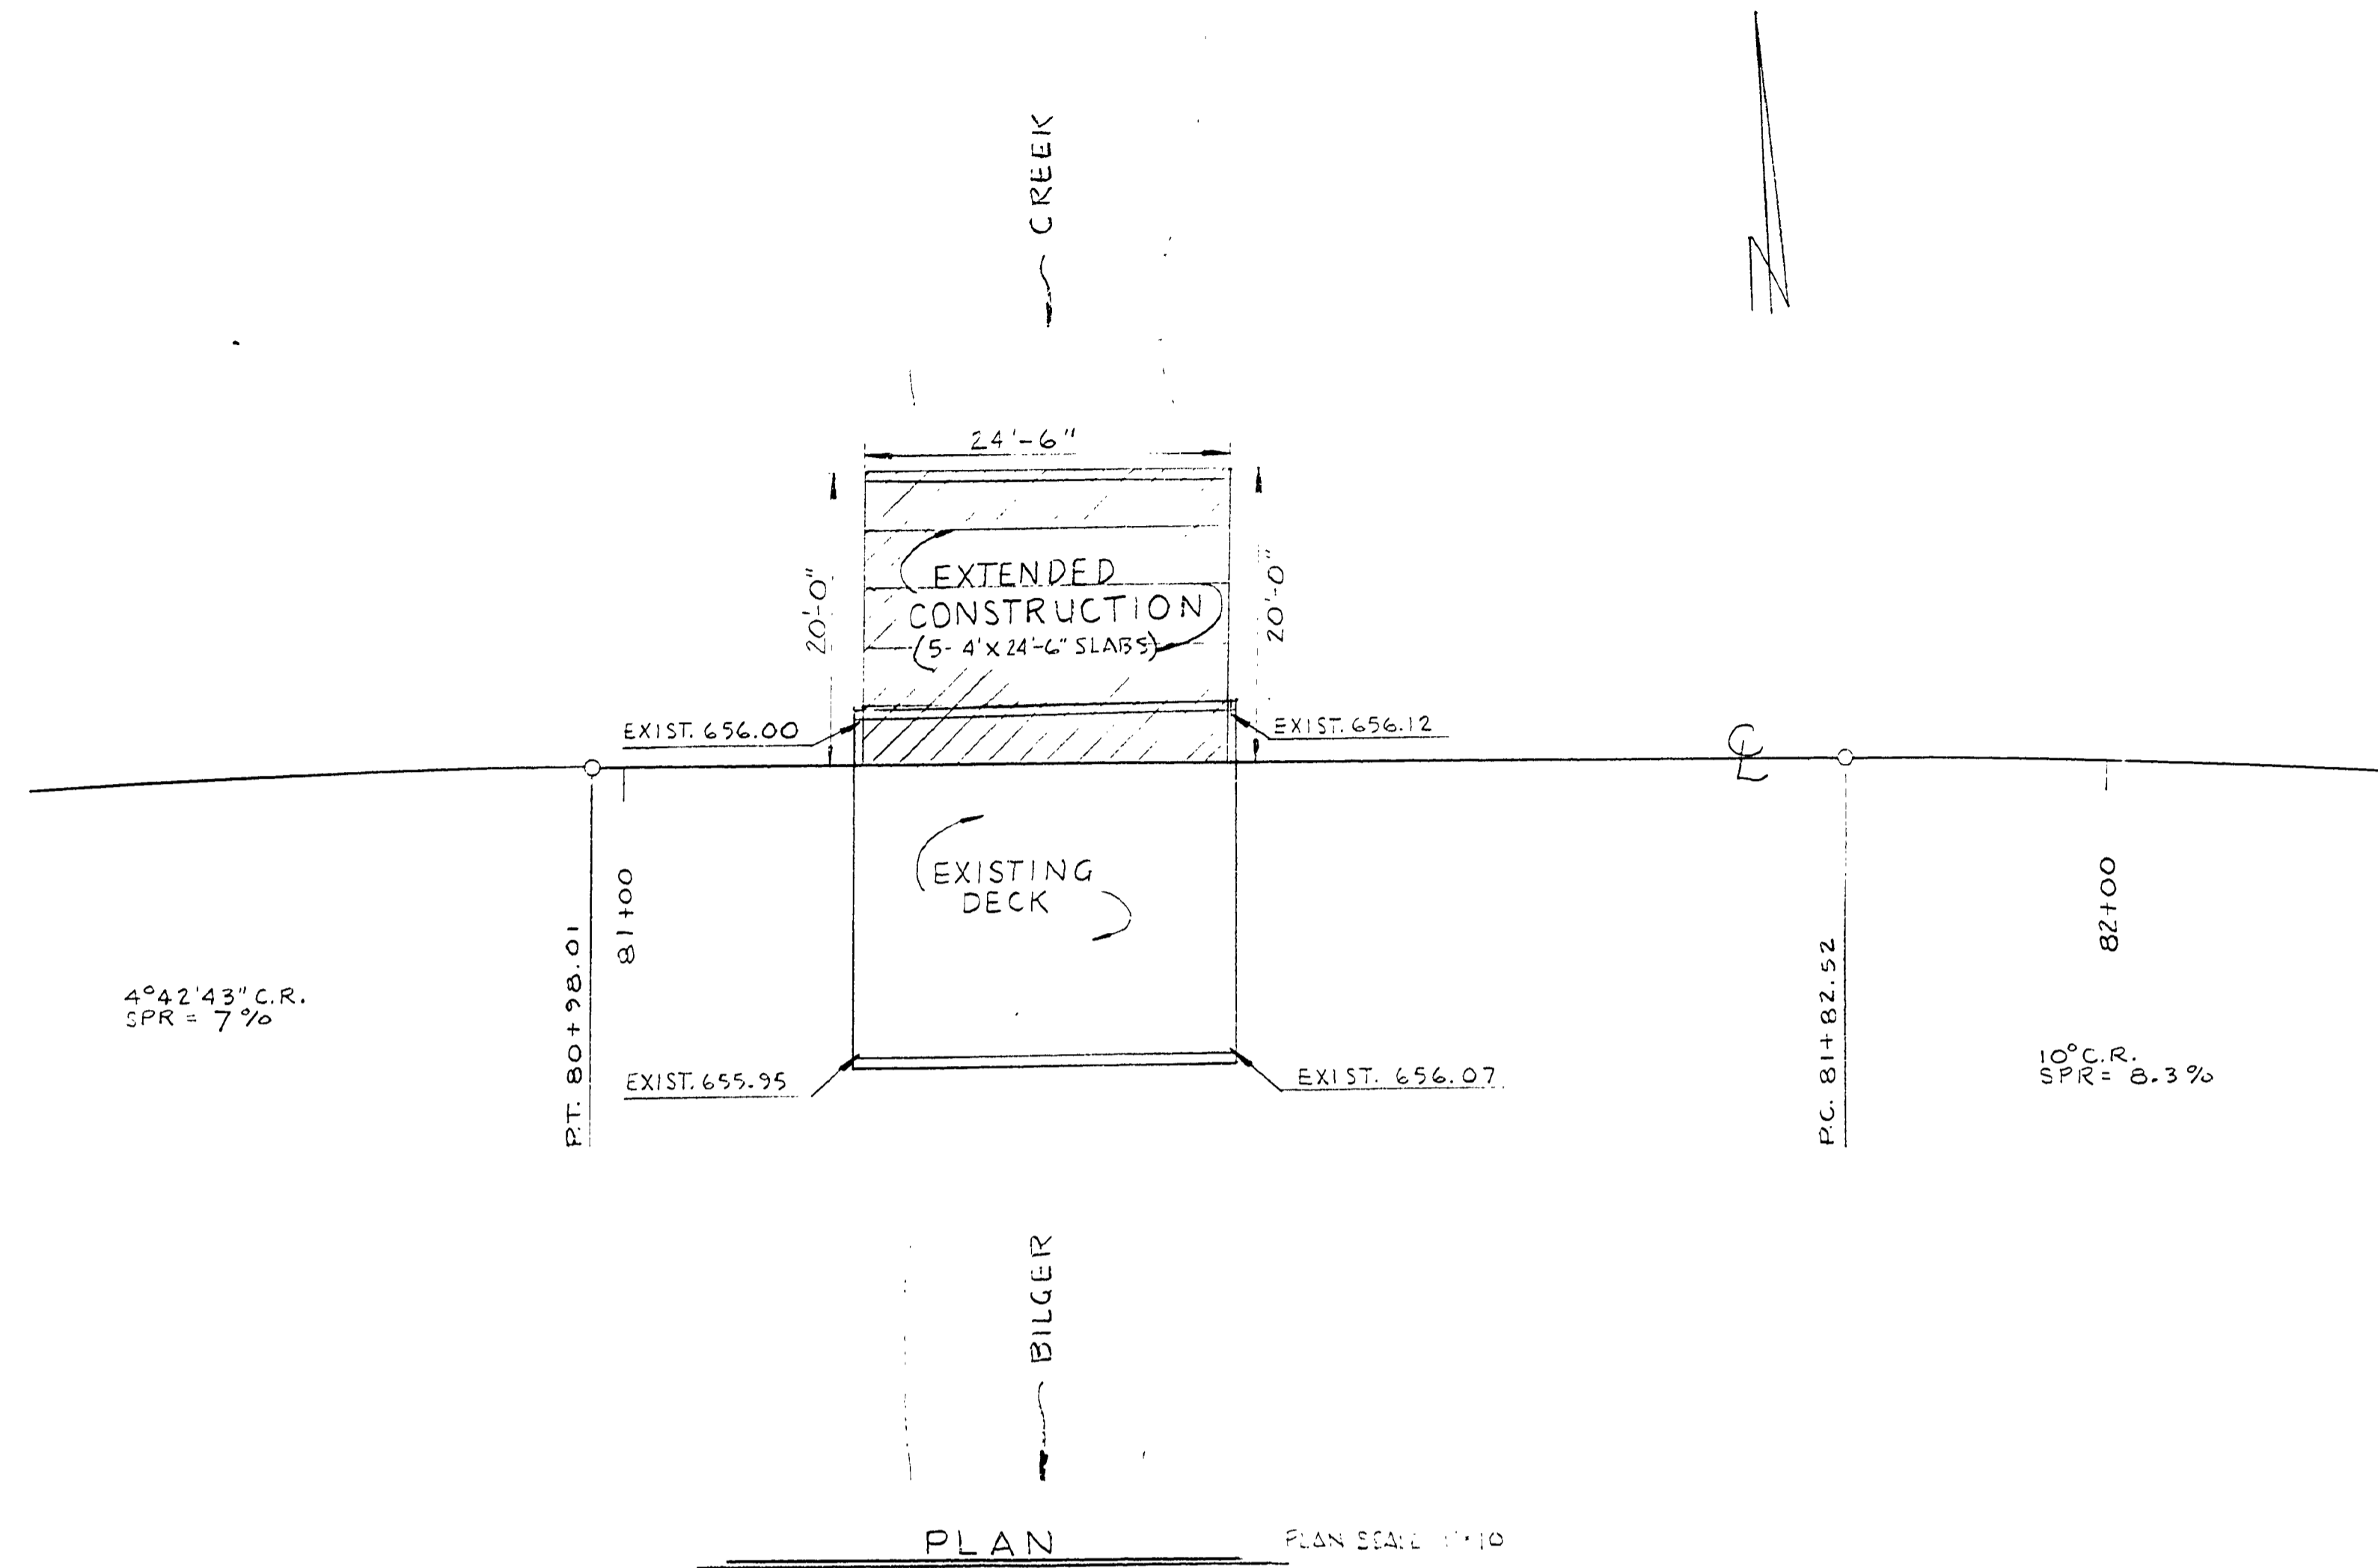 CREEK
N
24'-6"
20'-0"
EXTENDED
CONSTRUCTION
(5- 4' X 24'-6" SLABS)
20'-0"
EXIST. 656.00
EXIST. 656.12
℄
EXISTING
DECK
81+00
82+00
P.T. 80+98.01
P.C. 81+82.52
4°42'43" C.R.
SPR = 7%
10° C.R.
SPR = 8.3%
EXIST. 655.95
EXIST. 656.07
BILGER
PLAN
PLAN SCALE